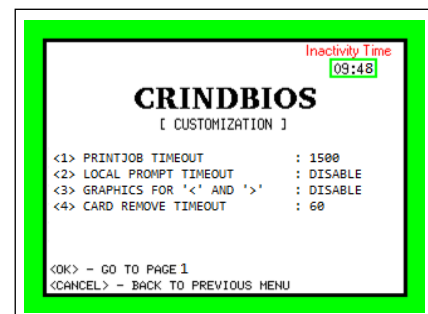 Inactivity Time
09:48
CRINDBIOS
[ CUSTOMIZATION ]
<1> PRINTJOB TIMEOUT : 1500
<2> LOCAL PROMPT TIMEOUT : DISABLE
<3> GRAPHICS FOR '<' AND '>' : DISABLE
<4> CARD REMOVE TIMEOUT : 60
<OK> – GO TO PAGE 1
<CANCEL> – BACK TO PREVIOUS MENU